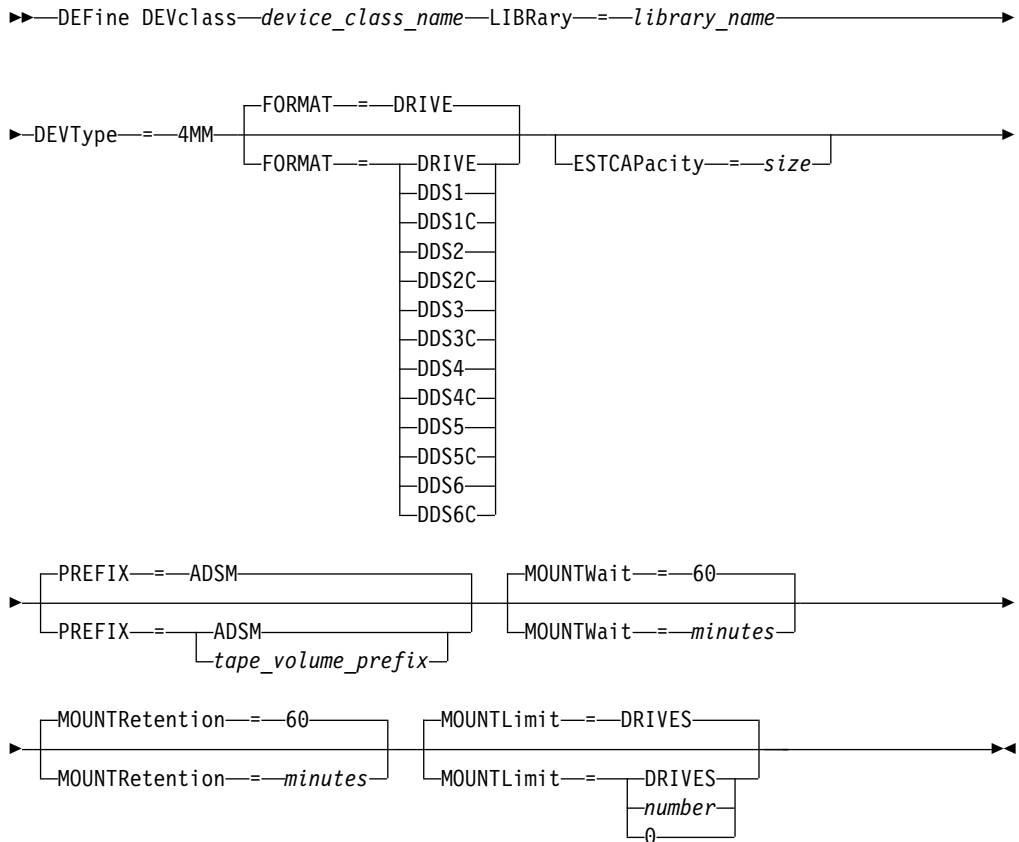 DEFine DEVclass device_class_name LIBRary = library_name
FORMAT = DRIVE
DEVType = 4MM
FORMAT = DRIVE
ESTCAPacity = size
DDS1
DDS1C
DDS2
DDS2C
DDS3
DDS3C
DDS4
DDS4C
DDS5
DDS5C
DDS6
DDS6C
PREFIX = ADSM
MOUNTWait = 60
PREFIX = ADSM
MOUNTWait = minutes
tape_volume_prefix
MOUNTRetention = 60
MOUNTLimit = DRIVES
MOUNTRetention = minutes
MOUNTLimit = DRIVES
number
0